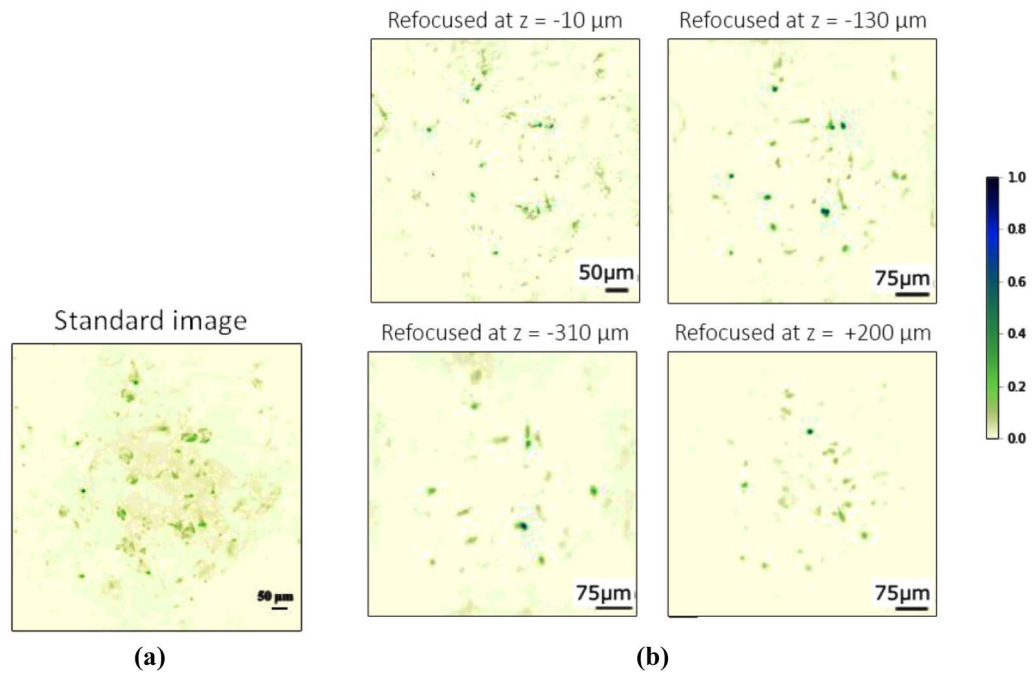 Standard image
50 µm
(a)
Refocused at z = -10 µm
50µm
Refocused at z = -130 µm
75µm
Refocused at z = -310 µm
75µm
Refocused at z = +200 µm
75µm
(b)
1.0
0.8
0.6
0.4
0.2
0.0